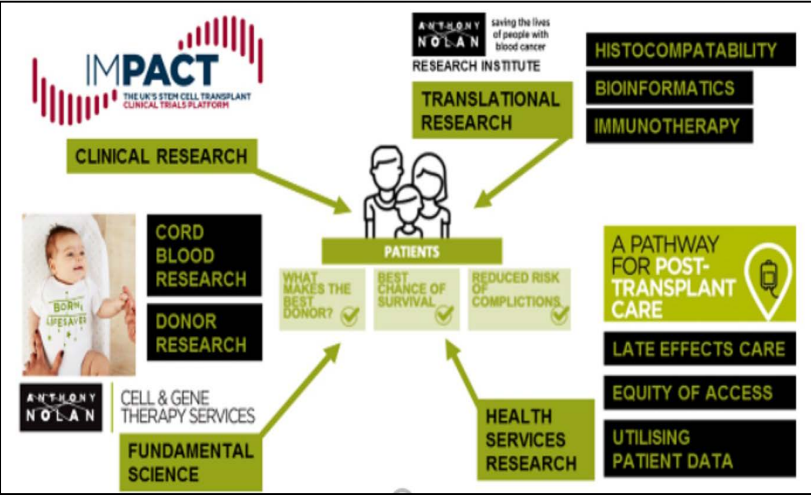 IMPACT
THE UK'S STEM CELL TRANSPLANT
CLINICAL TRIALS PLATFORM
CLINICAL RESEARCH
ANTHONY
NOLAN
saving the lives
of people with
blood cancer
RESEARCH INSTITUTE
TRANSLATIONAL
RESEARCH
HISTOCOMPATABILITY
BIOINFORMATICS
IMMUNOTHERAPY
PATIENTS
WHAT
MAKES THE
BEST
DONOR?
BEST
CHANCE OF
SURVIVAL
REDUCED RISK
OF
COMPLICTIONS
CORD
BLOOD
RESEARCH
DONOR
RESEARCH
BORN
LIFESAVER
ANTHONY
NOLAN
CELL & GENE
THERAPY SERVICES
FUNDAMENTAL
SCIENCE
HEALTH
SERVICES
RESEARCH
A PATHWAY
FOR POST-
TRANSPLANT
CARE
LATE EFFECTS CARE
EQUITY OF ACCESS
UTILISING
PATIENT DATA